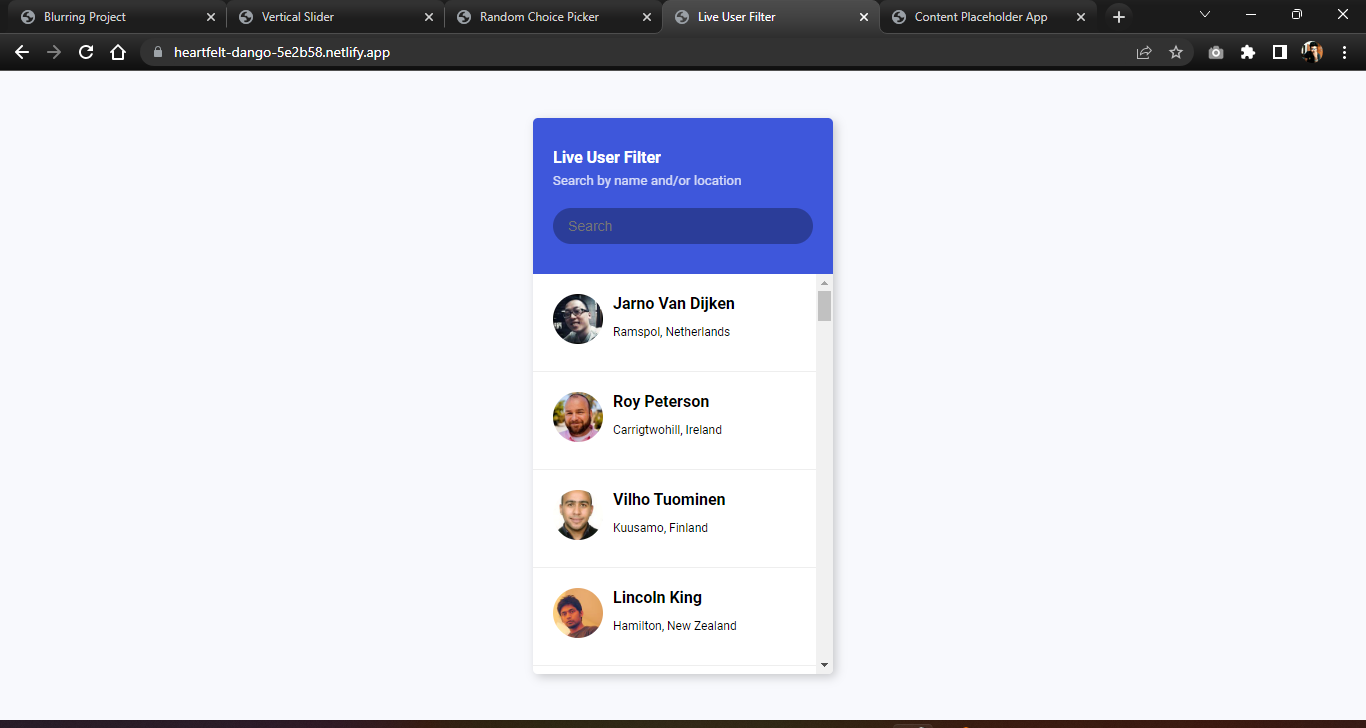 Blurring Project
Vertical Slider
Random Choice Picker
Live User Filter
Content Placeholder App
heartfelt-dango-5e2b58.netlify.app
Live User Filter
Search by name and/or location
Search
Jarno Van Dijken
Ramspol, Netherlands
Roy Peterson
Carrigtwohill, Ireland
Vilho Tuominen
Kuusamo, Finland
Lincoln King
Hamilton, New Zealand